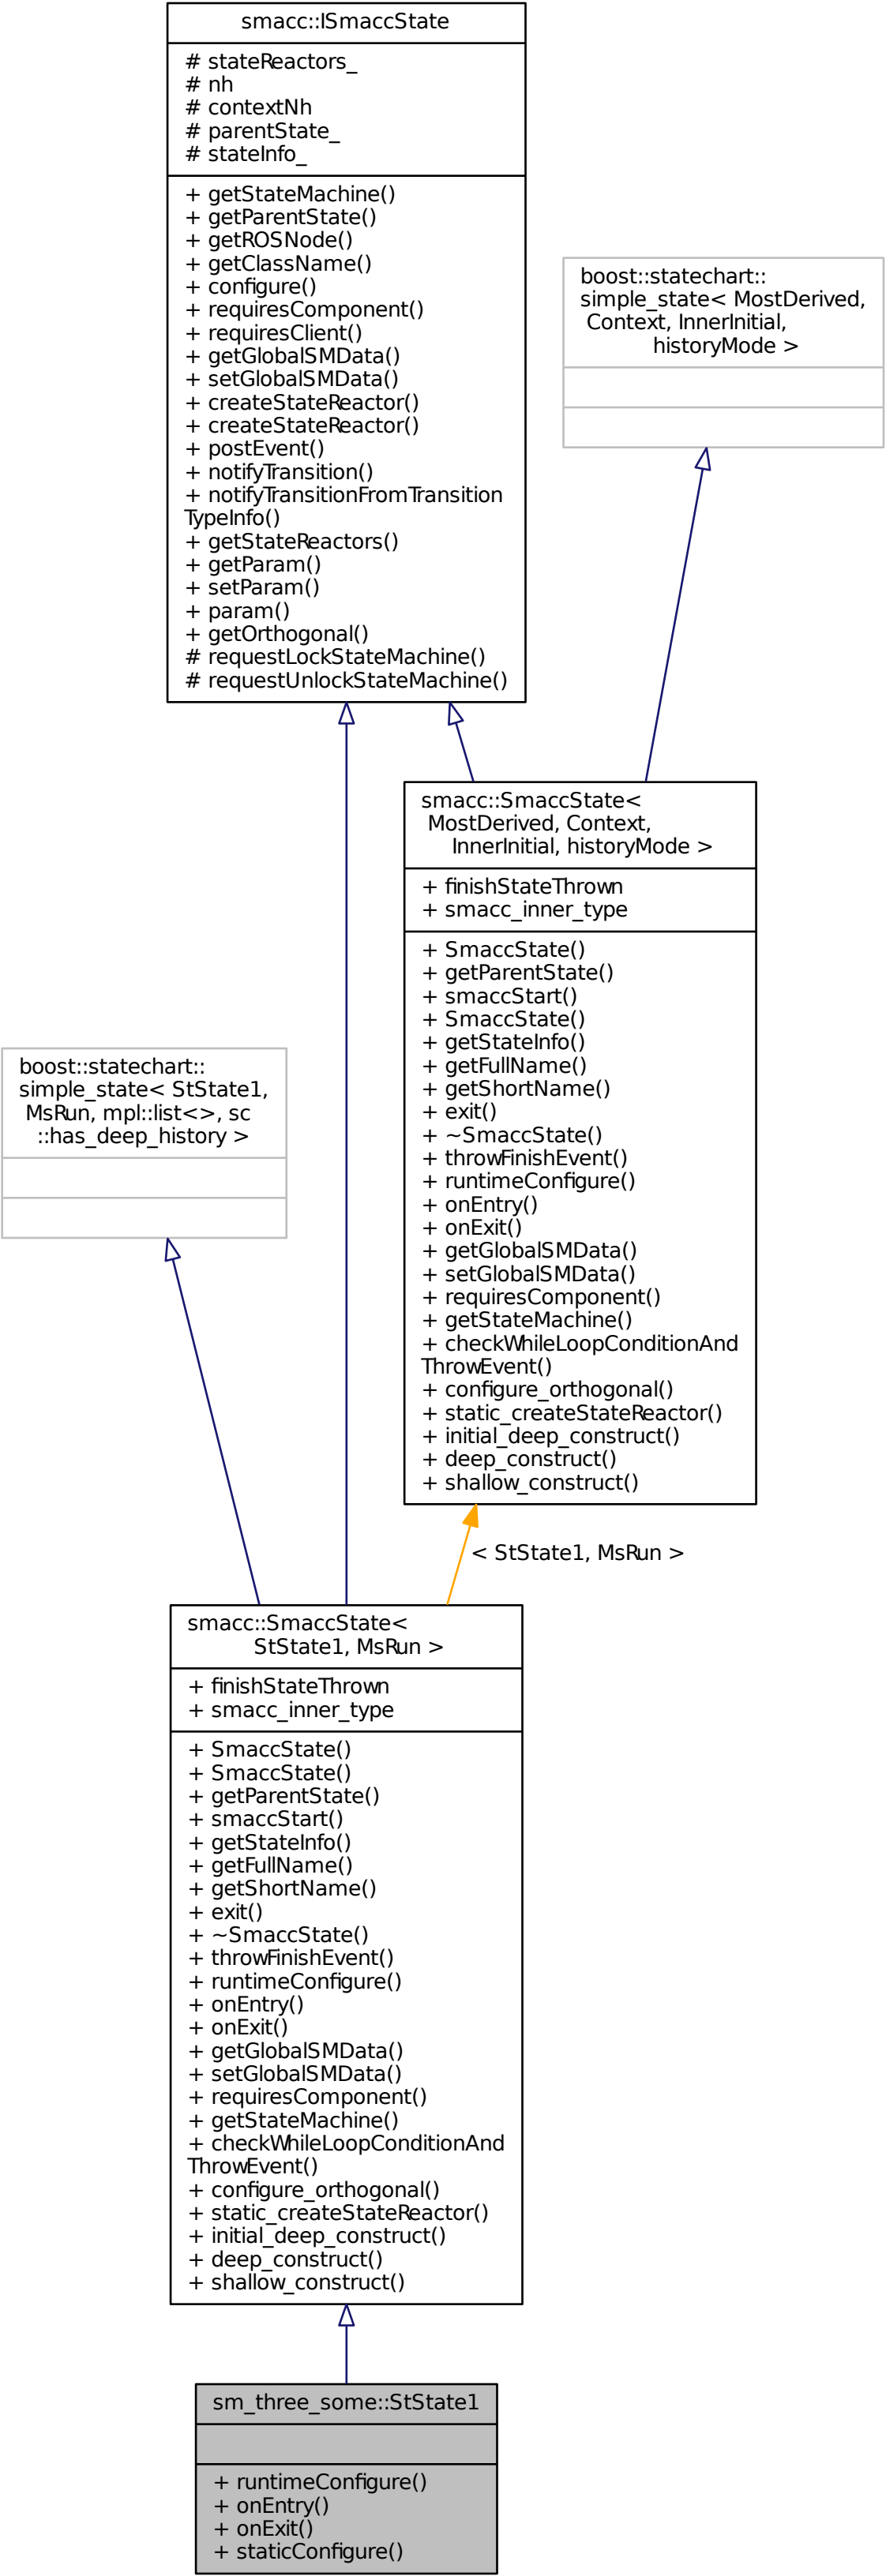 smacc::ISmaccState
# stateReactors_
# nh
# contextNh
# parentState_
# stateInfo_
+ getStateMachine()
+ getParentState()
+ getROSNode()
+ getClassName()
+ configure()
+ requiresComponent()
+ requiresClient()
+ getGlobalSMData()
+ setGlobalSMData()
+ createStateReactor()
+ createStateReactor()
+ postEvent()
+ notifyTransition()
+ notifyTransitionFromTransition
TypeInfo()
+ getStateReactors()
+ getParam()
+ setParam()
+ param()
+ getOrthogonal()
# requestLockStateMachine()
# requestUnlockStateMachine()
boost::statechart::
simple_state< MostDerived,
Context, InnerInitial,
historyMode >
smacc::SmaccState<
MostDerived, Context,
InnerInitial, historyMode >
+ finishStateThrown
+ smacc_inner_type
+ SmaccState()
+ getParentState()
+ smaccStart()
+ SmaccState()
+ getStateInfo()
+ getFullName()
+ getShortName()
+ exit()
+ ~SmaccState()
+ throwFinishEvent()
+ runtimeConfigure()
+ onEntry()
+ onExit()
+ getGlobalSMData()
+ setGlobalSMData()
+ requiresComponent()
+ getStateMachine()
+ checkWhileLoopConditionAnd
ThrowEvent()
+ configure_orthogonal()
+ static_createStateReactor()
+ initial_deep_construct()
+ deep_construct()
+ shallow_construct()
boost::statechart::
simple_state< StState1,
MsRun, mpl::list<>, sc
::has_deep_history >
< StState1, MsRun >
smacc::SmaccState<
StState1, MsRun >
+ finishStateThrown
+ smacc_inner_type
+ SmaccState()
+ SmaccState()
+ getParentState()
+ smaccStart()
+ getStateInfo()
+ getFullName()
+ getShortName()
+ exit()
+ ~SmaccState()
+ throwFinishEvent()
+ runtimeConfigure()
+ onEntry()
+ onExit()
+ getGlobalSMData()
+ setGlobalSMData()
+ requiresComponent()
+ getStateMachine()
+ checkWhileLoopConditionAnd
ThrowEvent()
+ configure_orthogonal()
+ static_createStateReactor()
+ initial_deep_construct()
+ deep_construct()
+ shallow_construct()
sm_three_some::StState1
+ runtimeConfigure()
+ onEntry()
+ onExit()
+ staticConfigure()